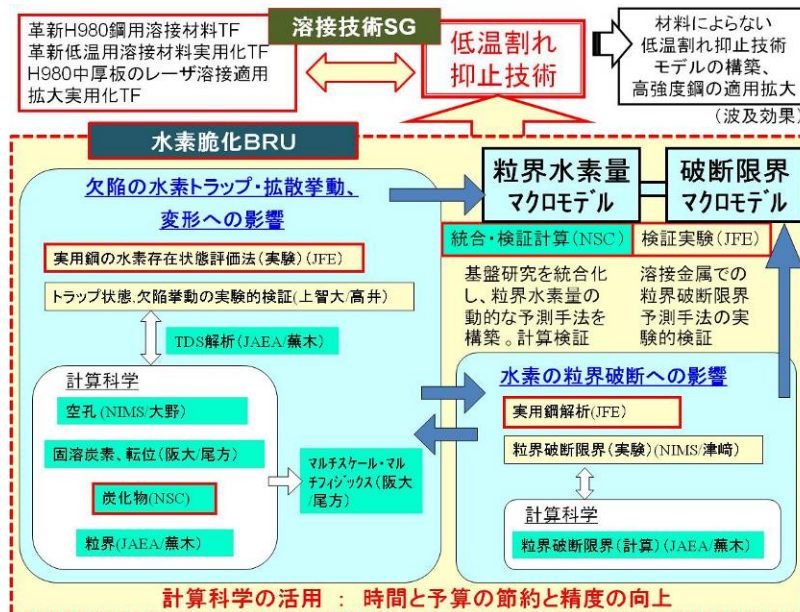 革新H980鋼用溶接材料TF
革新低温用溶接材料実用化TF
H980中厚板のレーザ溶接適用
拡大実用化TF
溶接技術SG
低温割れ
抑止技術
材料によらない
低温割れ抑止技術
モデルの構築、
高強度鋼の適用拡大
(波及効果)
水素脆化BRU
欠陥の水素トラップ・拡散挙動、
変形への影響
実用鋼の水素存在状態評価法(実験)(JFE)
トラップ状態、欠陥挙動の実験的検証(上智大/高井)
TDS解析(JAEA/蕪木)
計算科学
空孔(NIMS/大野)
固溶炭素、転位(阪大/尾方)
炭化物(NSC)
粒界(JAEA/蕪木)
マルチスケール・マル
チフィジックス(阪大
/尾方)
粒界水素量
マクロモデル
破断限界
マクロモデル
統合・検証計算(NSC)
検証実験(JFE)
基盤研究を統合化
し、粒界水素量の
動的な予測手法を
構築。計算検証
溶接金属での
粒界破断限界
予測手法の実
験的検証
水素の粒界破断への影響
実用鋼解析(JFE)
粒界破断限界(実験)(NIMS/津﨑)
計算科学
粒界破断限界(計算)(JAEA/蕪木)
計算科学の活用 : 時間と予算の節約と精度の向上